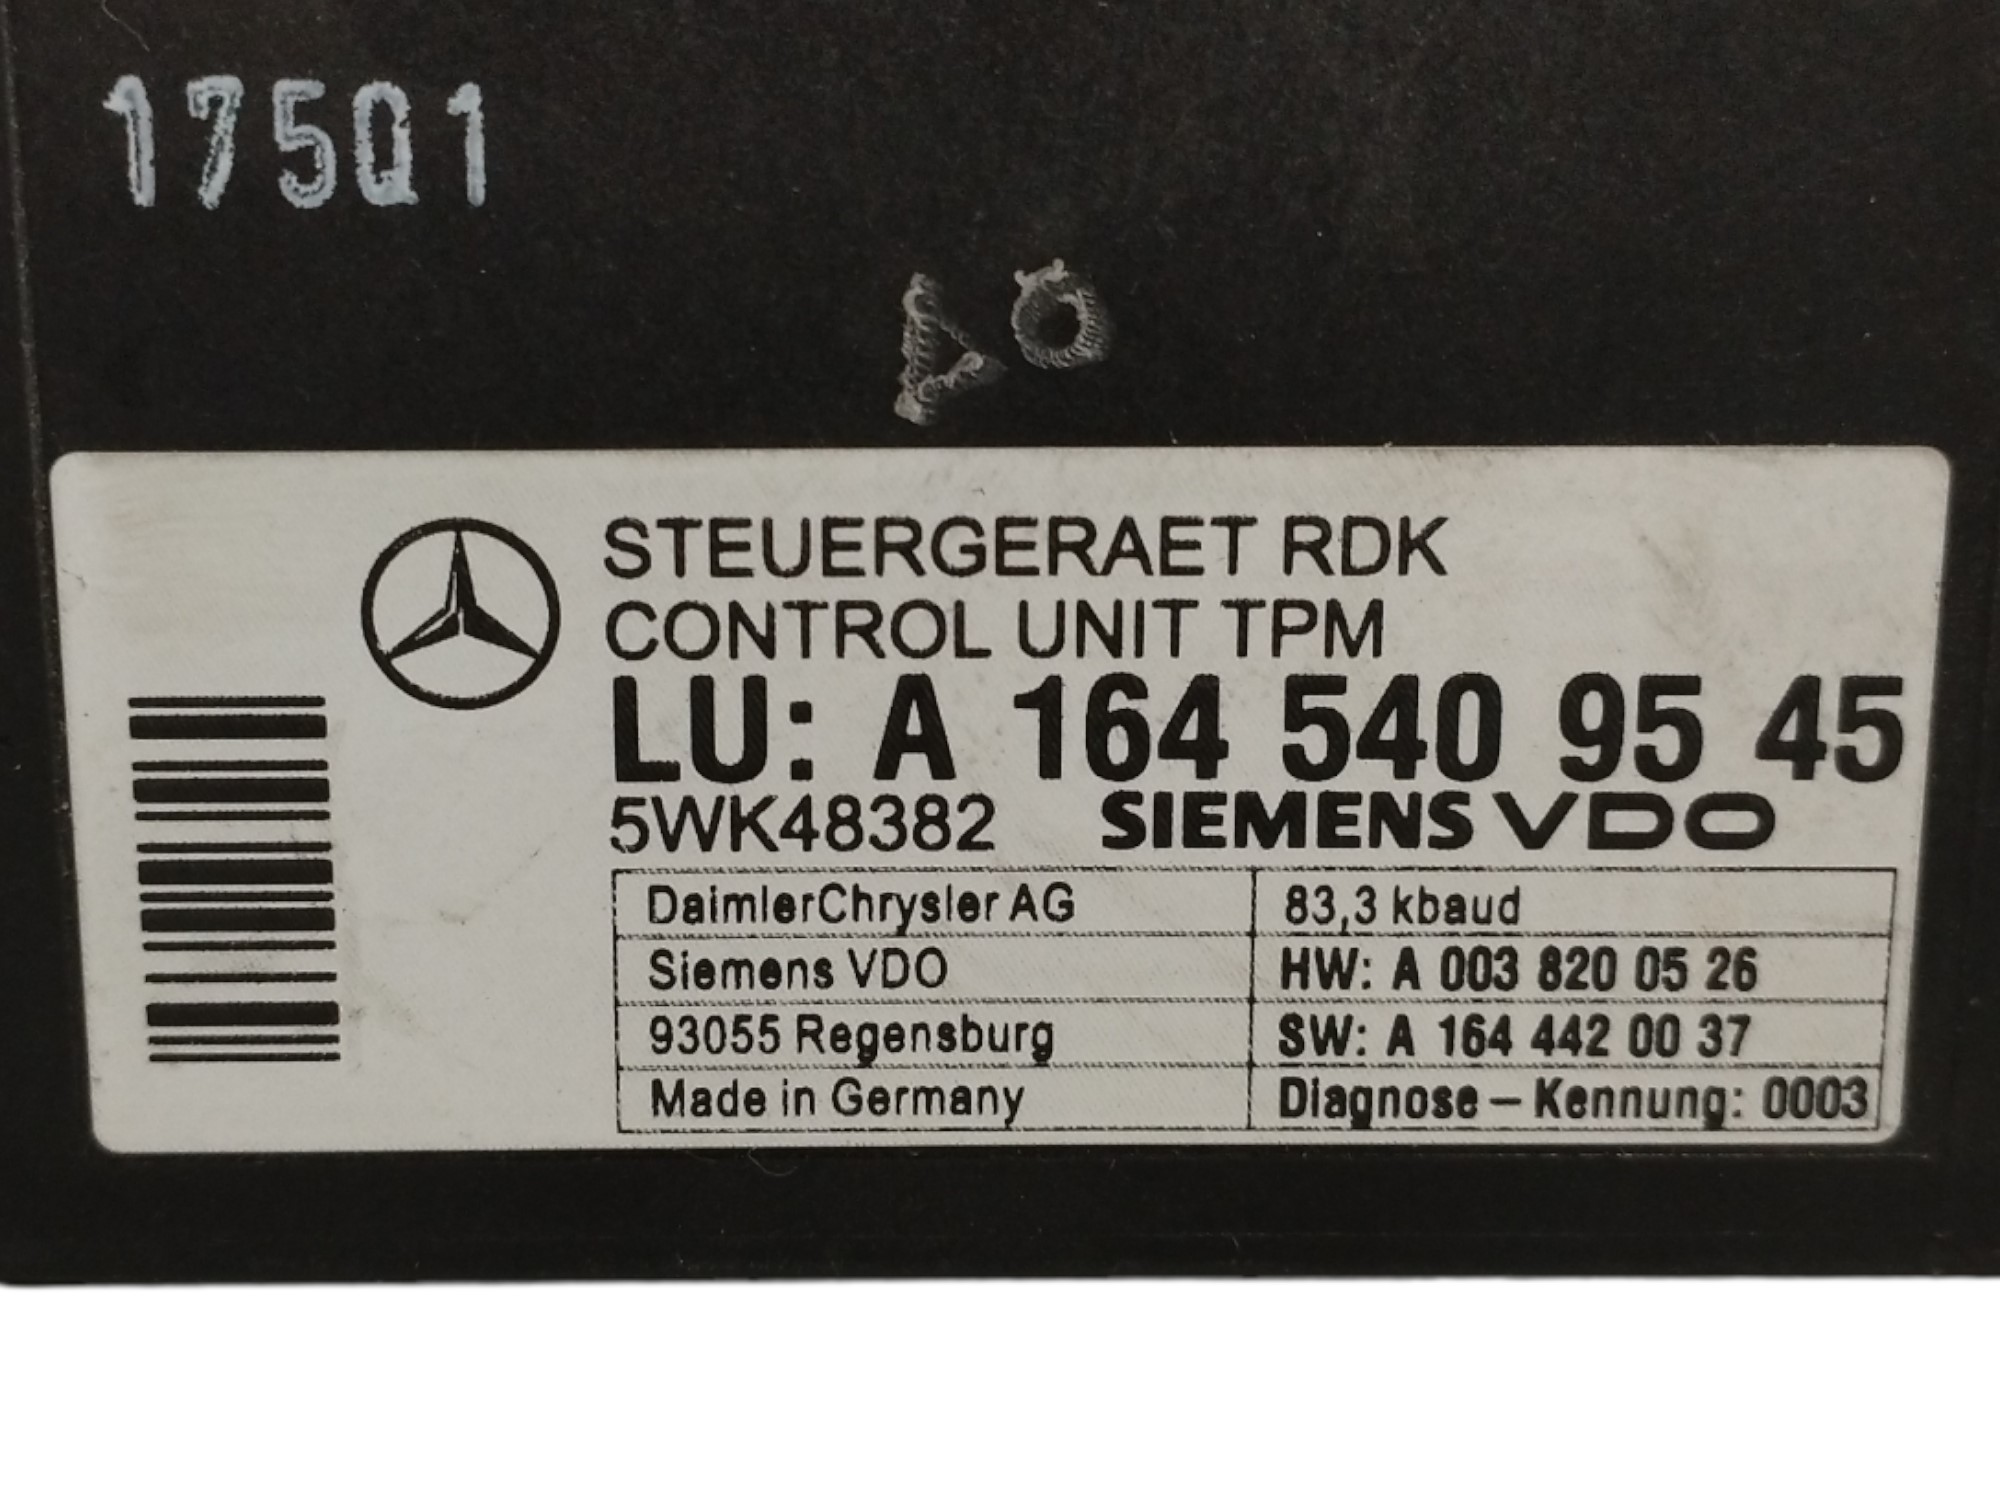 17501
STEUERGERAET RDK
CONTROL UNIT TPM
LU: A 164 540 95 45
5WK48382 SIEMENS VDO
DaimlerChrysler AG 83,3 kbaud
Siemens VDO HW: A 003 820 05 26
93055 Regensburg SW: A 164 442 00 37
Made in Germany Diagnose – Kennung: 0003